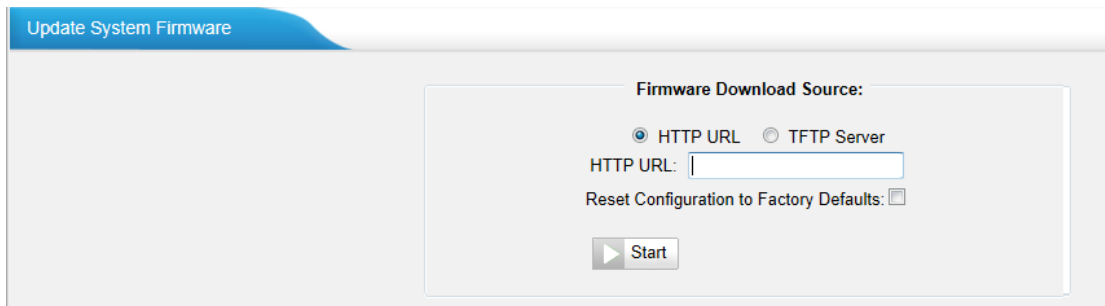 Update System Firmware
Firmware Download Source:
HTTP URL TFTP Server
HTTP URL:
Reset Configuration to Factory Defaults:
Start